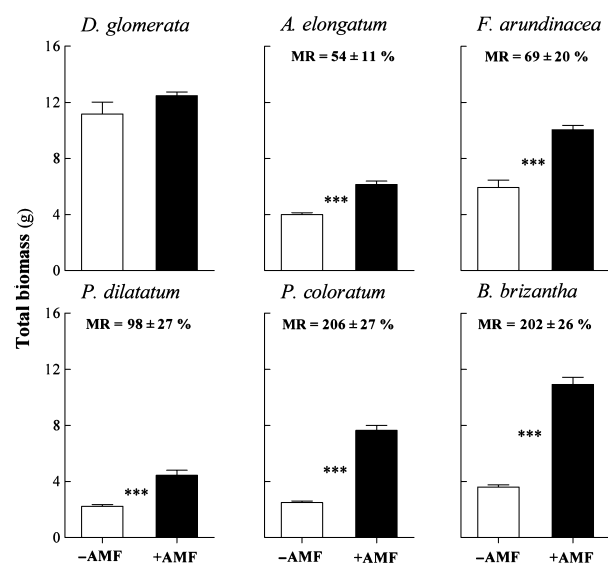 D. glomerata
A. elongatum
F. arundinacea
MR = 54 ± 11 %
MR = 69 ± 20 %
16
12
8
4
0
***
***
Total biomass (g)
P. dilatatum
P. coloratum
B. brizantha
MR = 98 ± 27 %
MR = 206 ± 27 %
MR = 202 ± 26 %
16
12
8
4
0
***
***
***
−AMF
+AMF
−AMF
+AMF
−AMF
+AMF